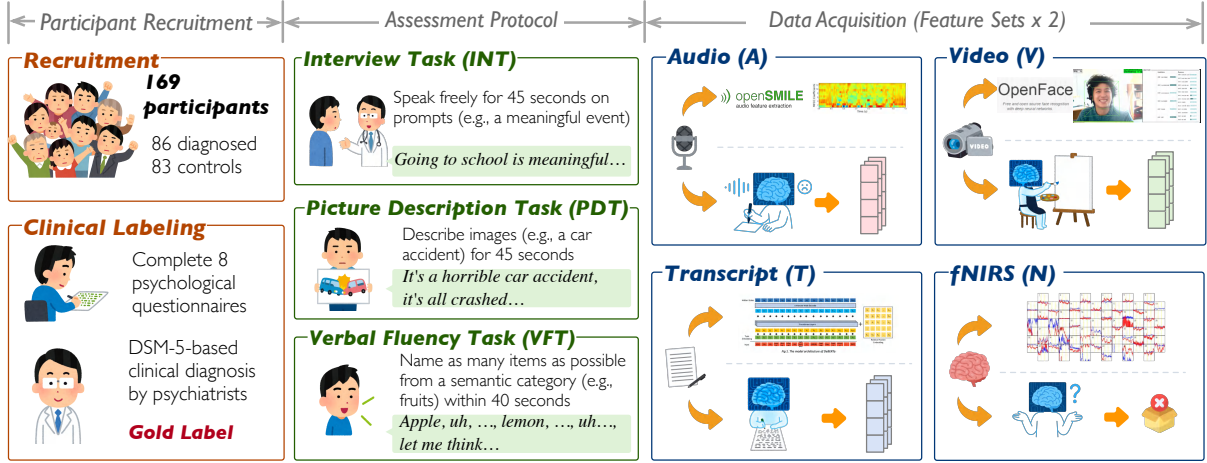 Participant Recruitment
Assessment Protocol
Data Acquisition (Feature Sets x 2)
Recruitment
169
participants
86 diagnosed
83 controls
Clinical Labeling
Complete 8
psychological
questionnaires
DSM-5-based
clinical diagnosis
by psychiatrists
Gold Label
Interview Task (INT)
Speak freely for 45 seconds on
prompts (e.g., a meaningful event)
Going to school is meaningful…
Picture Description Task (PDT)
Describe images (e.g., a car
accident) for 45 seconds
It's a horrible car accident,
it's all crashed…
Verbal Fluency Task (VFT)
Name as many items as possible
from a semantic category (e.g.,
fruits) within 40 seconds
Apple, uh, …, lemon, …, uh…,
let me think…
Audio (A)
openSMILE
audio feature extraction
Video (V)
OpenFace
VIDEO
Transcript (T)
fNIRS (N)
?